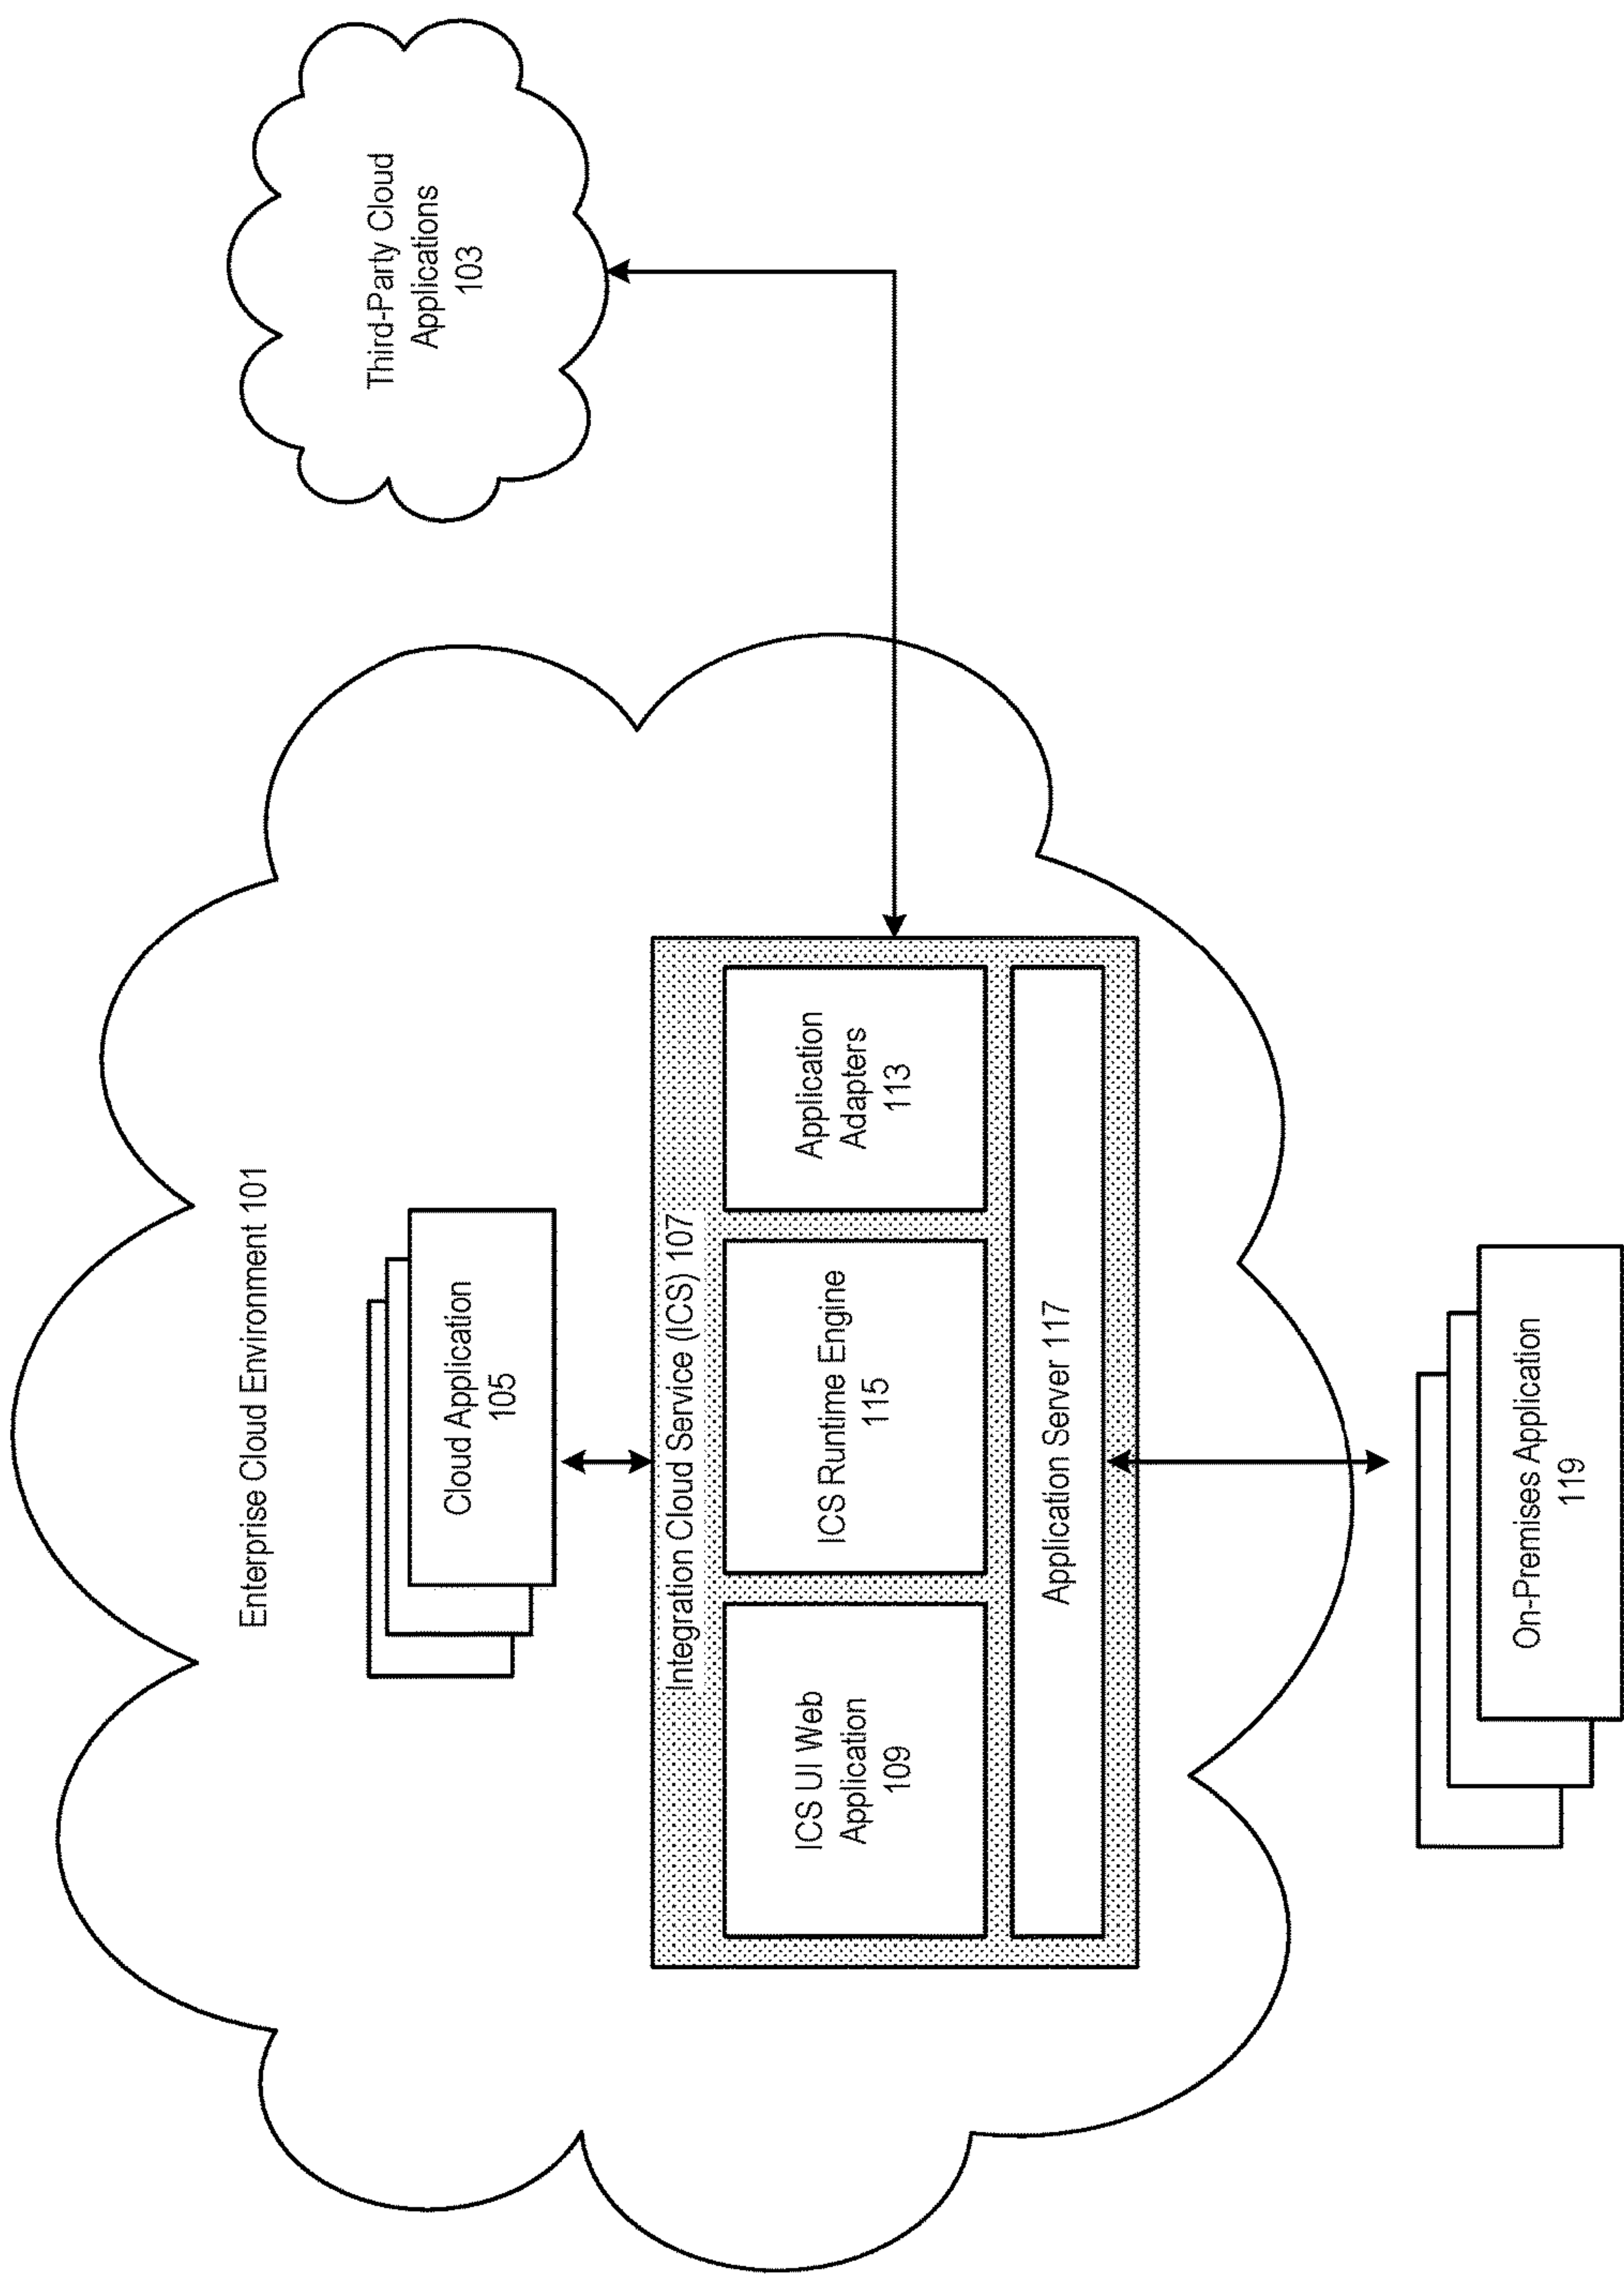 Enterprise Cloud Environment 101
Third-Party Cloud
Applications
103
Cloud Application
105
Integration Cloud Service (ICS) 107
ICS UI Web
Application
109
ICS Runtime Engine
115
Application
Adapters
113
Application Server 117
On-Premises Application
119